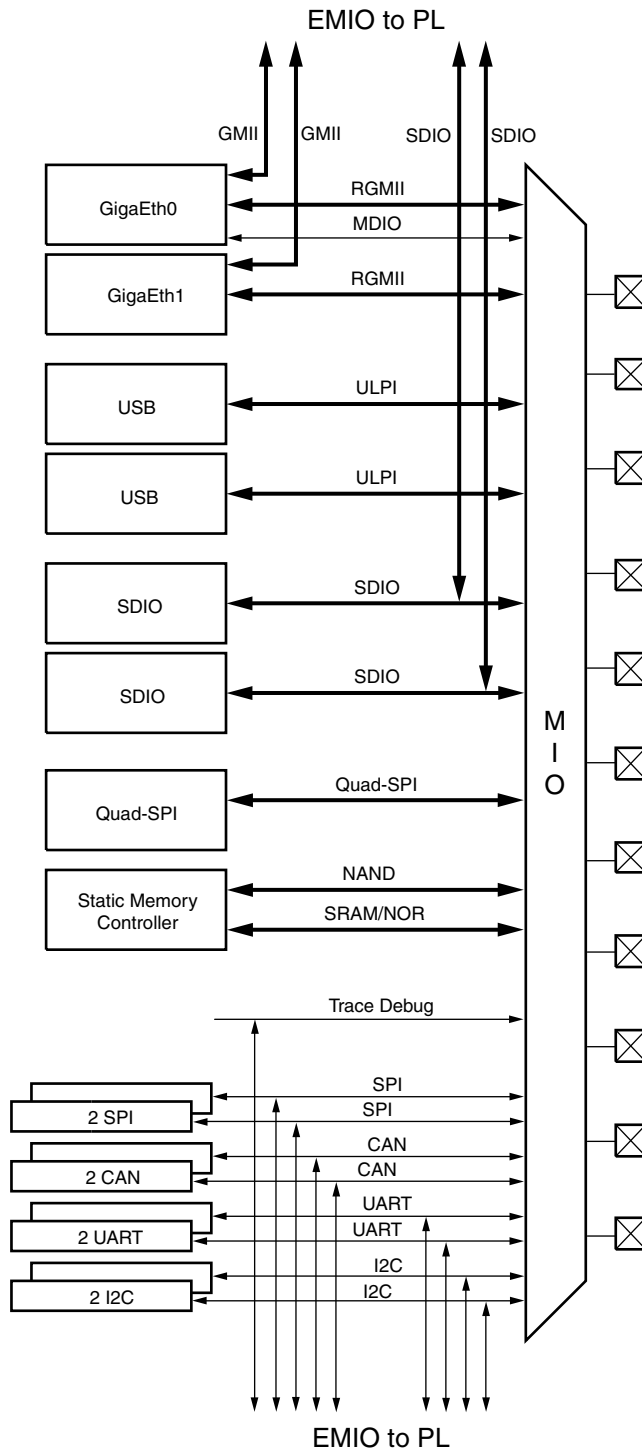 EMIO to PL
GMII
GMII
SDIO
SDIO
GigaEth0
RGMII
MDIO
GigaEth1
RGMII
USB
ULPI
USB
ULPI
SDIO
SDIO
SDIO
SDIO
M
I
O
Quad-SPI
Quad-SPI
Static Memory
Controller
NAND
SRAM/NOR
Trace Debug
SPI
2 SPI
SPI
CAN
2 CAN
CAN
UART
2 UART
UART
I2C
2 I2C
I2C
EMIO to PL